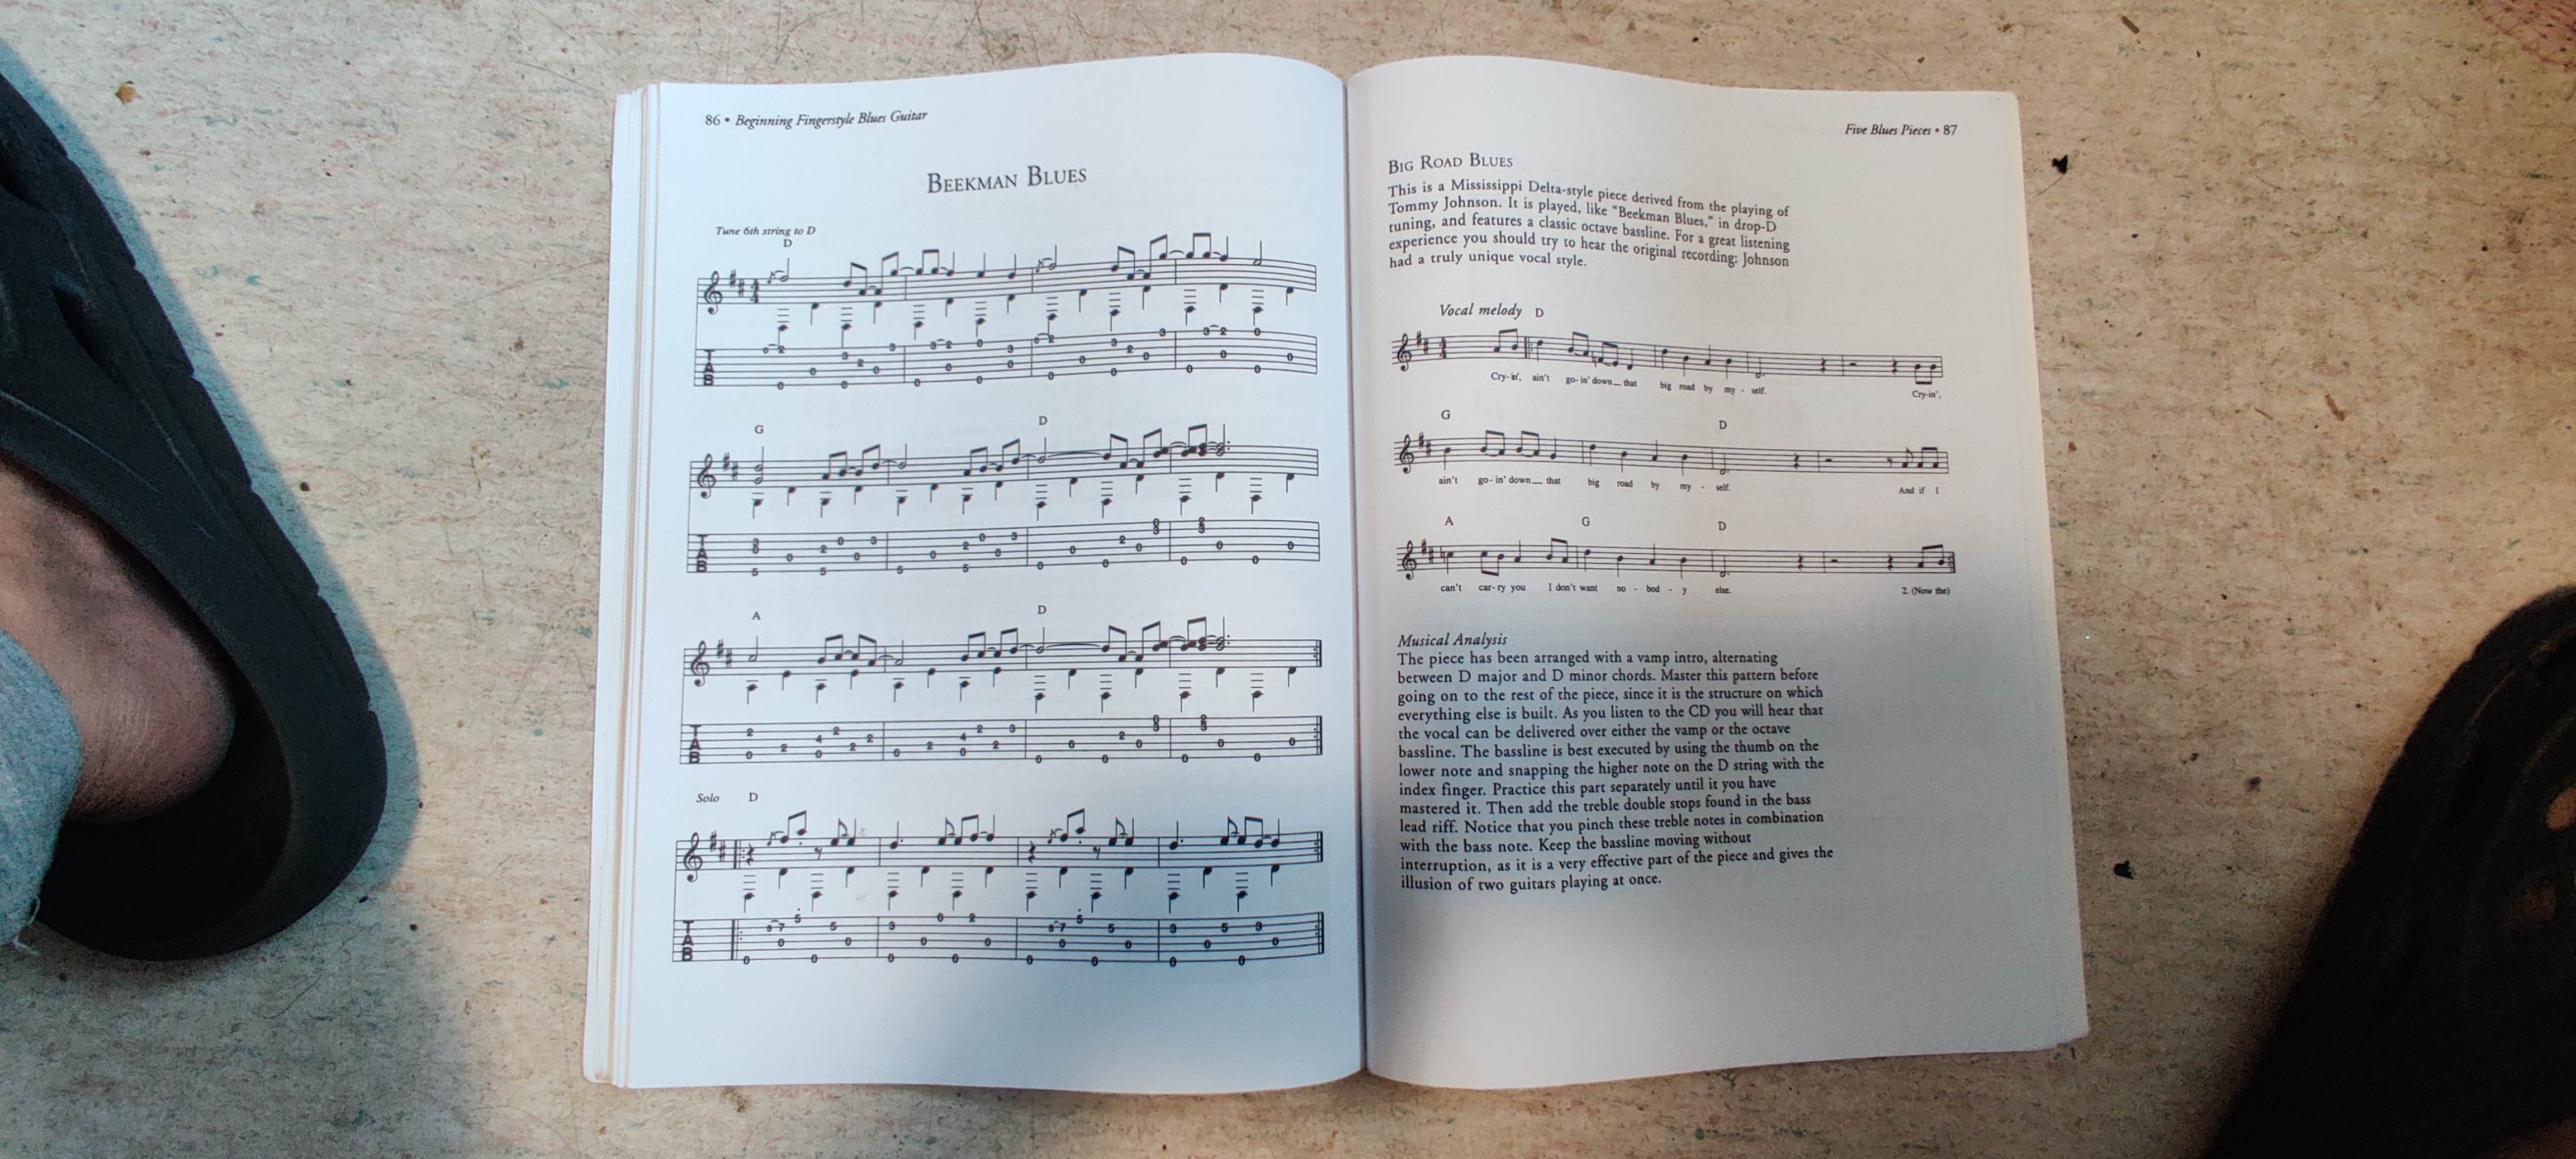 86 • Beginning Fingerstyle Blues Guitar
BEEKMAN BLUES
Tune 6th string to D
D
G
D
A
D
Solo D
Five Blues Pieces • 87
BIG ROAD BLUES
This is a Mississippi Delta-style piece derived from the playing of
Tommy Johnson. It is played, like "Beekman Blues," in drop-D
tuning, and features a classic octave bassline. For a great listening
experience you should try to hear the original recording; Johnson
had a truly unique vocal style.
Vocal melody D
Cry-in', ain't go-in' down that big road by my - self. Cry-in',
G D
ain't go-in' down that big road by my - self. And if I
A G D
can't car-ry you I don't want no - bod - y else. 2. (Now the)
Musical Analysis
The piece has been arranged with a vamp intro, alternating
between D major and D minor chords. Master this pattern before
going on to the rest of the piece, since it is the structure on which
everything else is built. As you listen to the CD you will hear that
the vocal can be delivered over either the vamp or the octave
bassline. The bassline is best executed by using the thumb on the
lower note and snapping the higher note on the D string with the
index finger. Practice this part separately until it you have
mastered it. Then add the treble double stops found in the bass
lead riff. Notice that you pinch these treble notes in combination
with the bass note. Keep the bassline moving without
interruption, as it is a very effective part of the piece and gives the
illusion of two guitars playing at once.